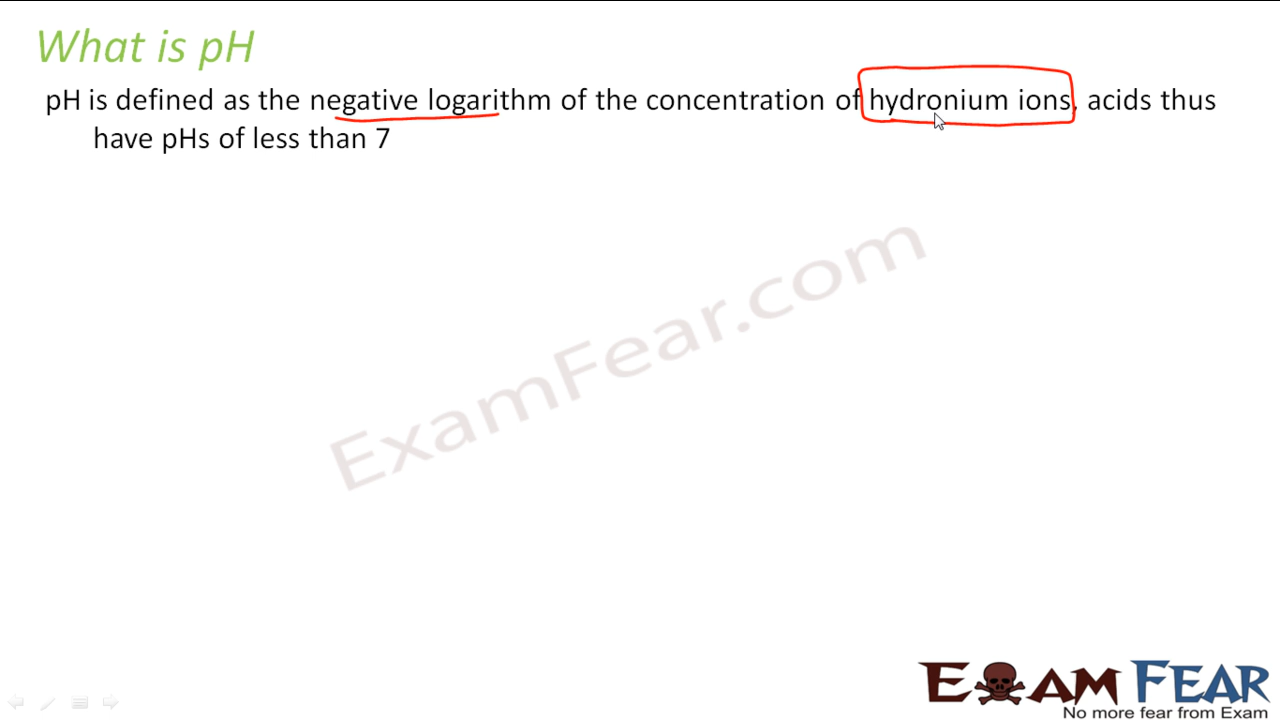 What is pH
pH is defined as the negative logarithm of the concentration of hydronium ions, acids thus
have pHs of less than 7
ExamFear.com
EXAM FEAR
No more fear from Exam